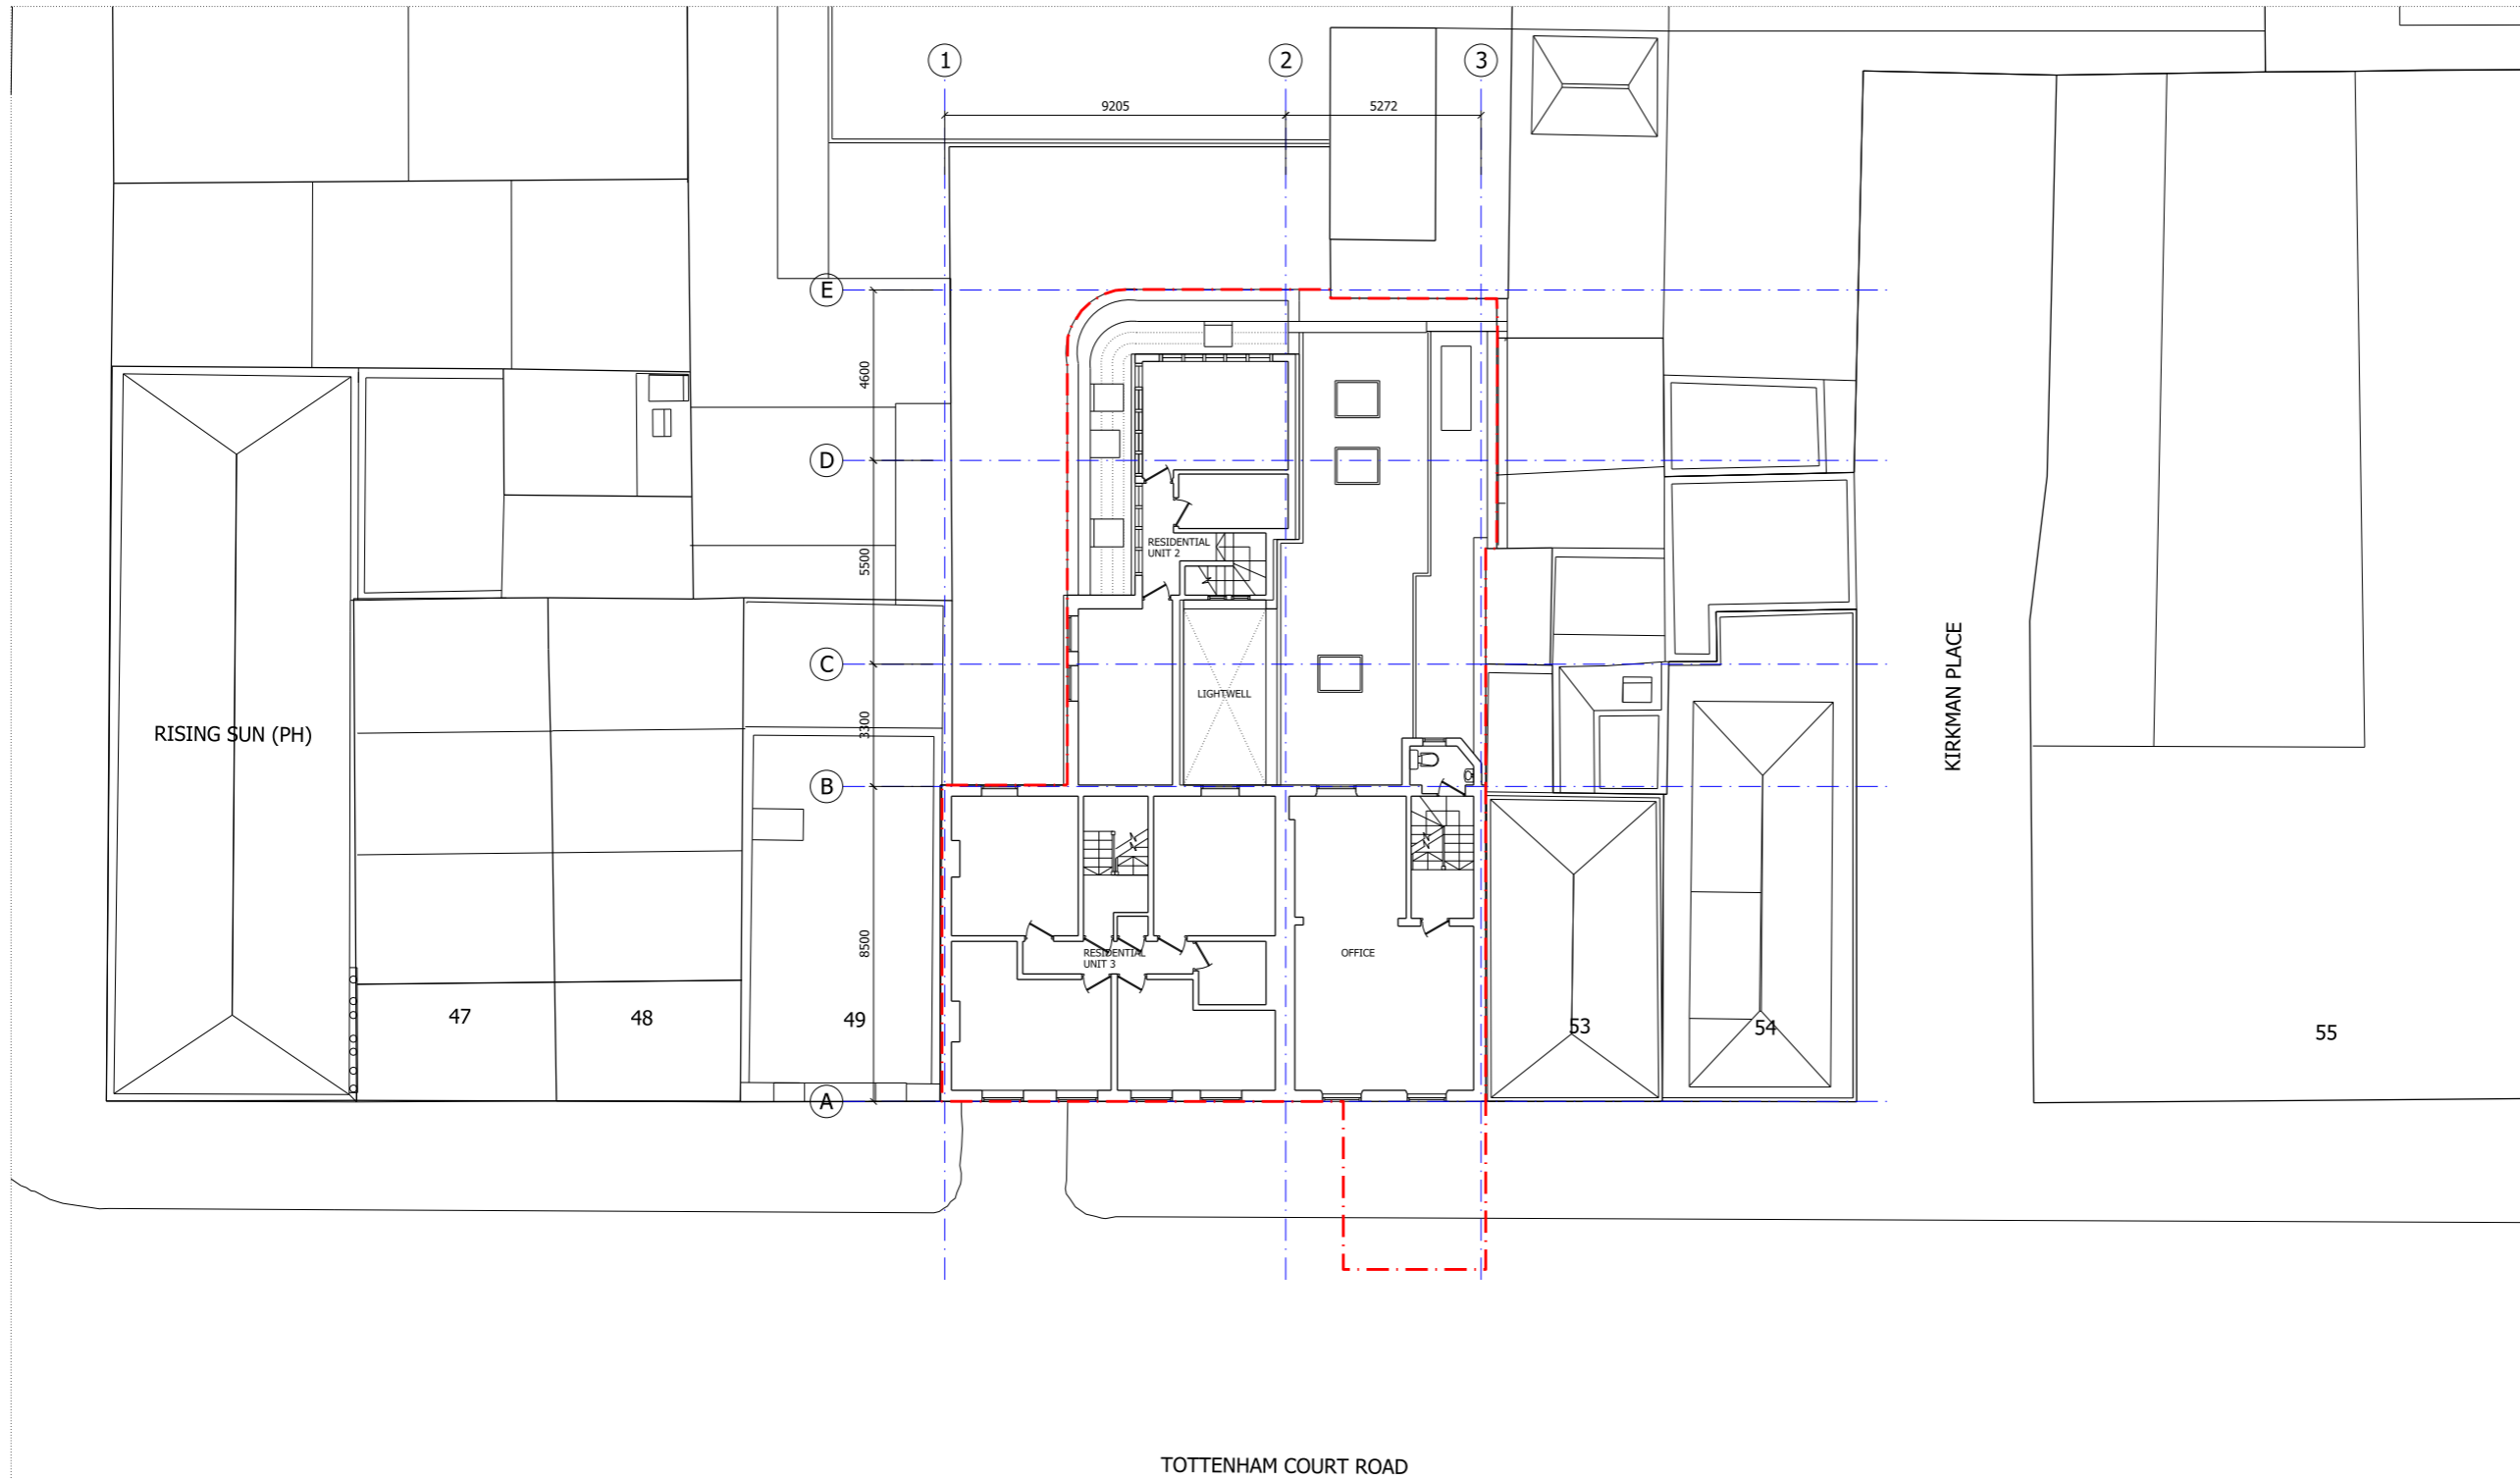 1
2
3
9205
5272
E
4600
D
5500
RESIDENTIAL
UNIT 2
C
KIRKMAN PLACE
LIGHTWELL
3300
RISING SUN (PH)
B
8500
RESIDENTIAL
UNIT 3
OFFICE
47
48
49
53
54
55
A
TOTTENHAM COURT ROAD